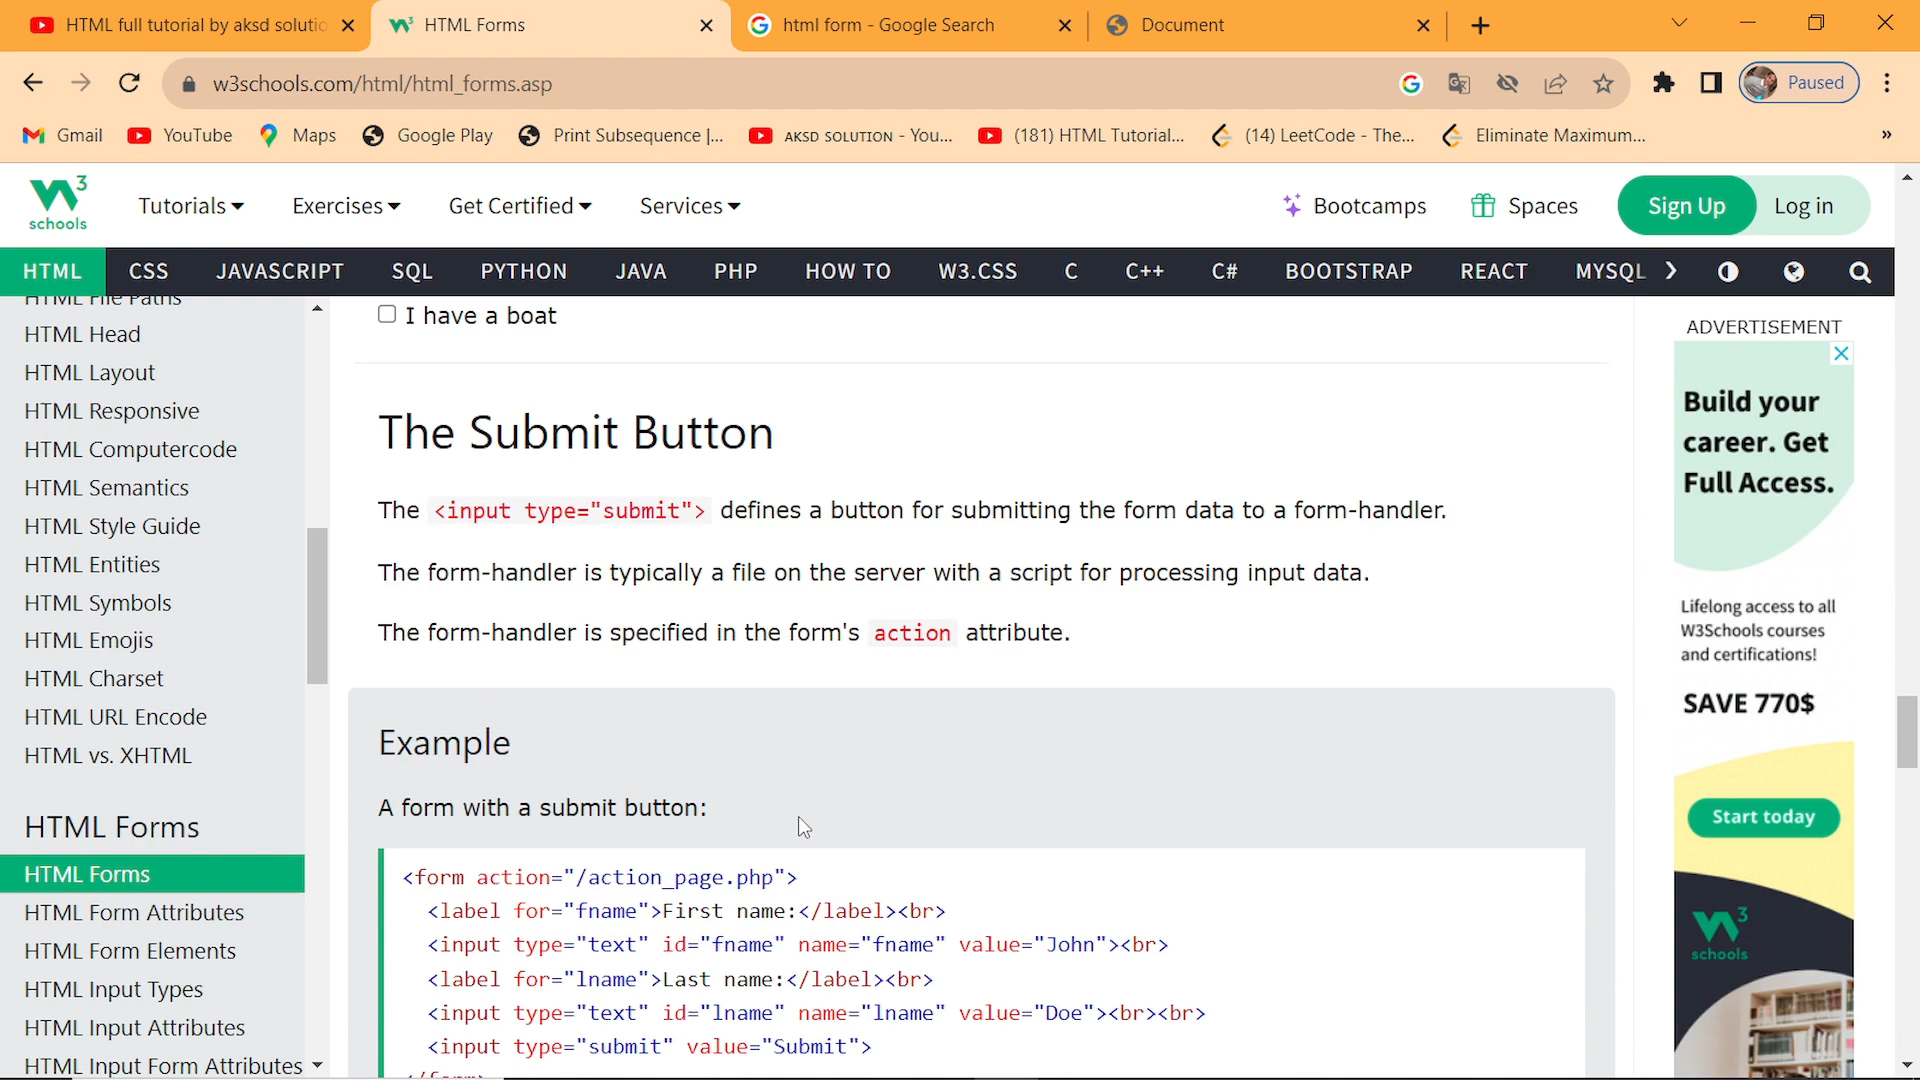 HTML full tutorial by aksd solutio
HTML Forms
html form - Google Search
Document
w3schools.com/html/html_forms.asp
Paused
Gmail
YouTube
Maps
Google Play
Print Subsequence |...
AKSD SOLUTION - You...
(181) HTML Tutorial...
(14) LeetCode - The...
Eliminate Maximum...
»
W3 schools
Tutorials
Exercises
Get Certified
Services
Bootcamps
Spaces
Sign Up
Log in
HTML
CSS
JAVASCRIPT
SQL
PYTHON
JAVA
PHP
HOW TO
W3.CSS
C
C++
C#
BOOTSTRAP
REACT
MYSQL
HTML File Paths
HTML Head
HTML Layout
HTML Responsive
HTML Computercode
HTML Semantics
HTML Style Guide
HTML Entities
HTML Symbols
HTML Emojis
HTML Charset
HTML URL Encode
HTML vs. XHTML
HTML Forms
HTML Forms
HTML Form Attributes
HTML Form Elements
HTML Input Types
HTML Input Attributes
HTML Input Form Attributes
I have a boat
The Submit Button
The <input type="submit"> defines a button for submitting the form data to a form-handler.
The form-handler is typically a file on the server with a script for processing input data.
The form-handler is specified in the form's action attribute.
Example
A form with a submit button:
<form action="/action_page.php">
<label for="fname">First name:</label><br>
<input type="text" id="fname" name="fname" value="John"><br>
<label for="lname">Last name:</label><br>
<input type="text" id="lname" name="lname" value="Doe"><br><br>
<input type="submit" value="Submit">
</form>
ADVERTISEMENT
Build your
career. Get
Full Access.
Lifelong access to all
W3Schools courses
and certifications!
SAVE 770$
Start today
W3 schools